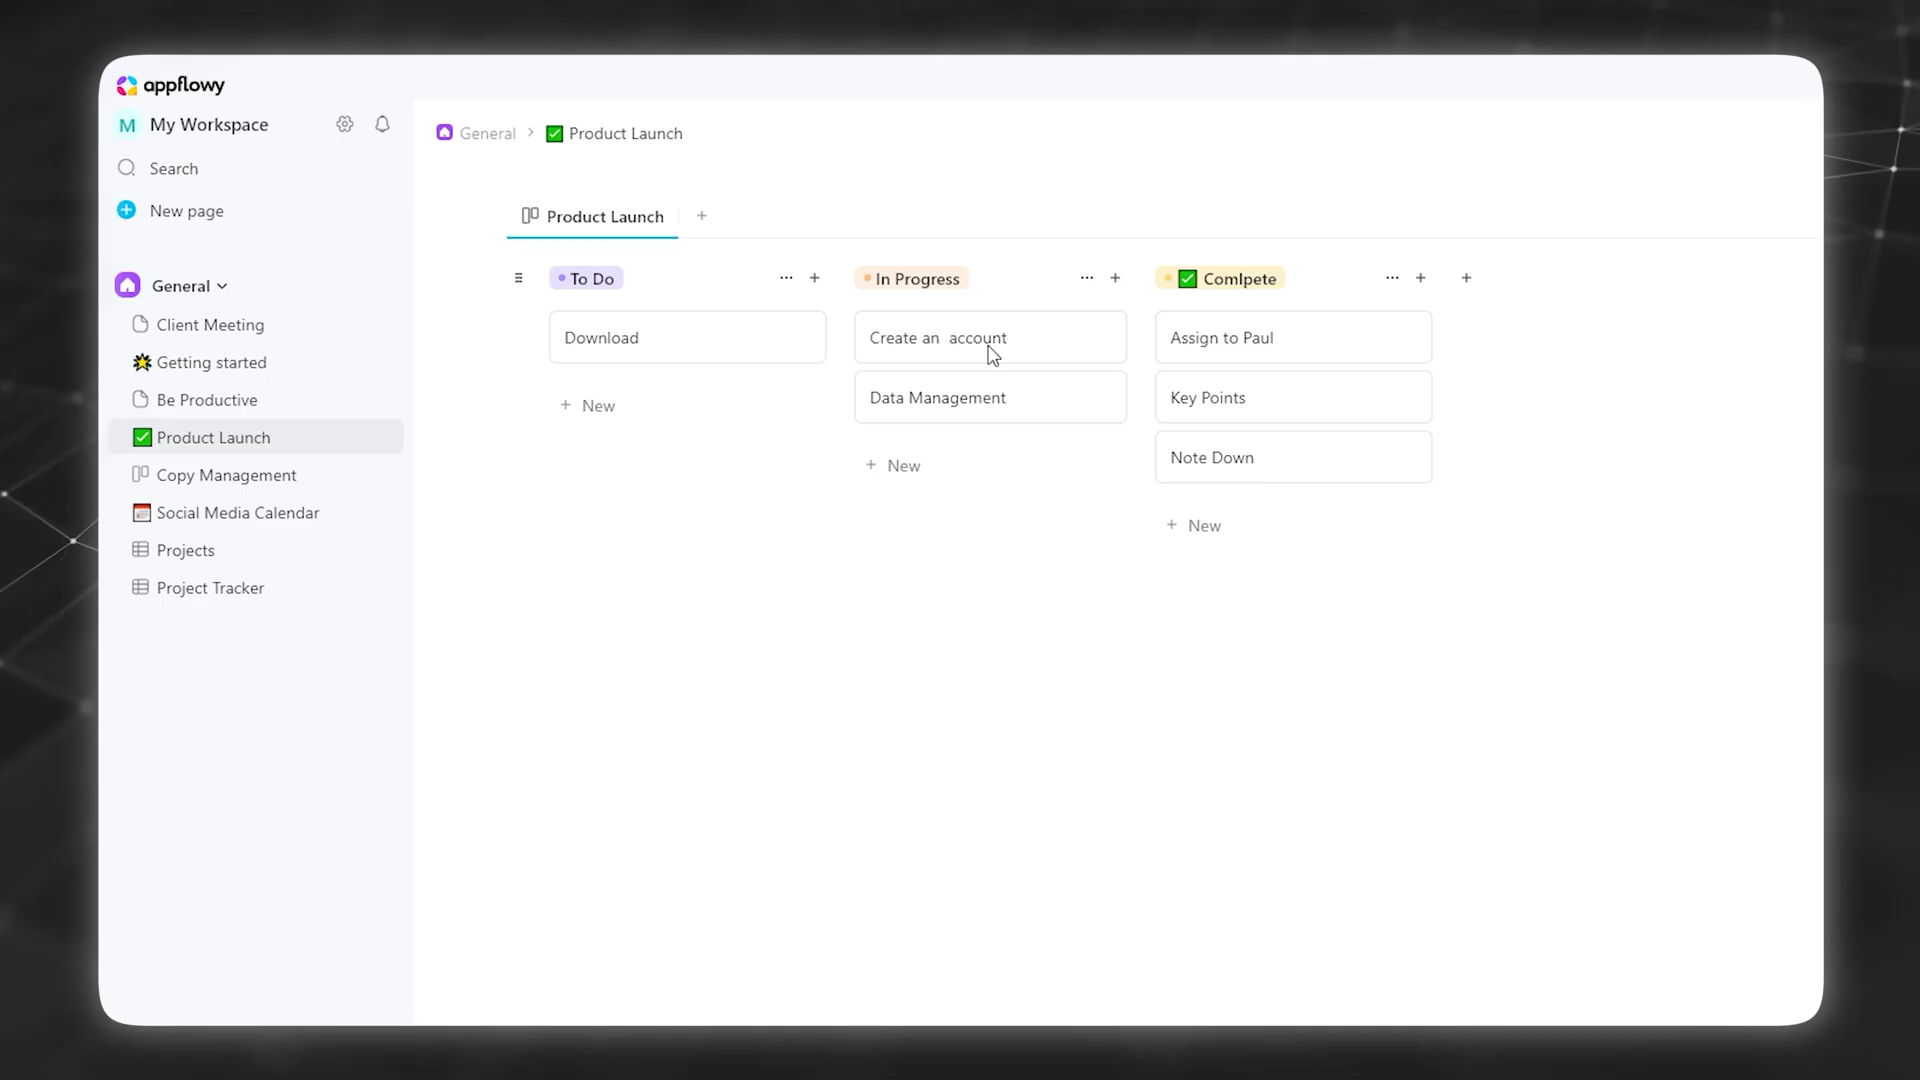 appflowy
M My Workspace
Search
New page
General
Client Meeting
Getting started
Be Productive
Product Launch
Copy Management
Social Media Calendar
Projects
Project Tracker
General > Product Launch
Product Launch +
To Do ... +
Download
+ New
In Progress ... +
Create an  account
Data Management
+ New
Comlpete ... + +
Assign to Paul
Key Points
Note Down
+ New